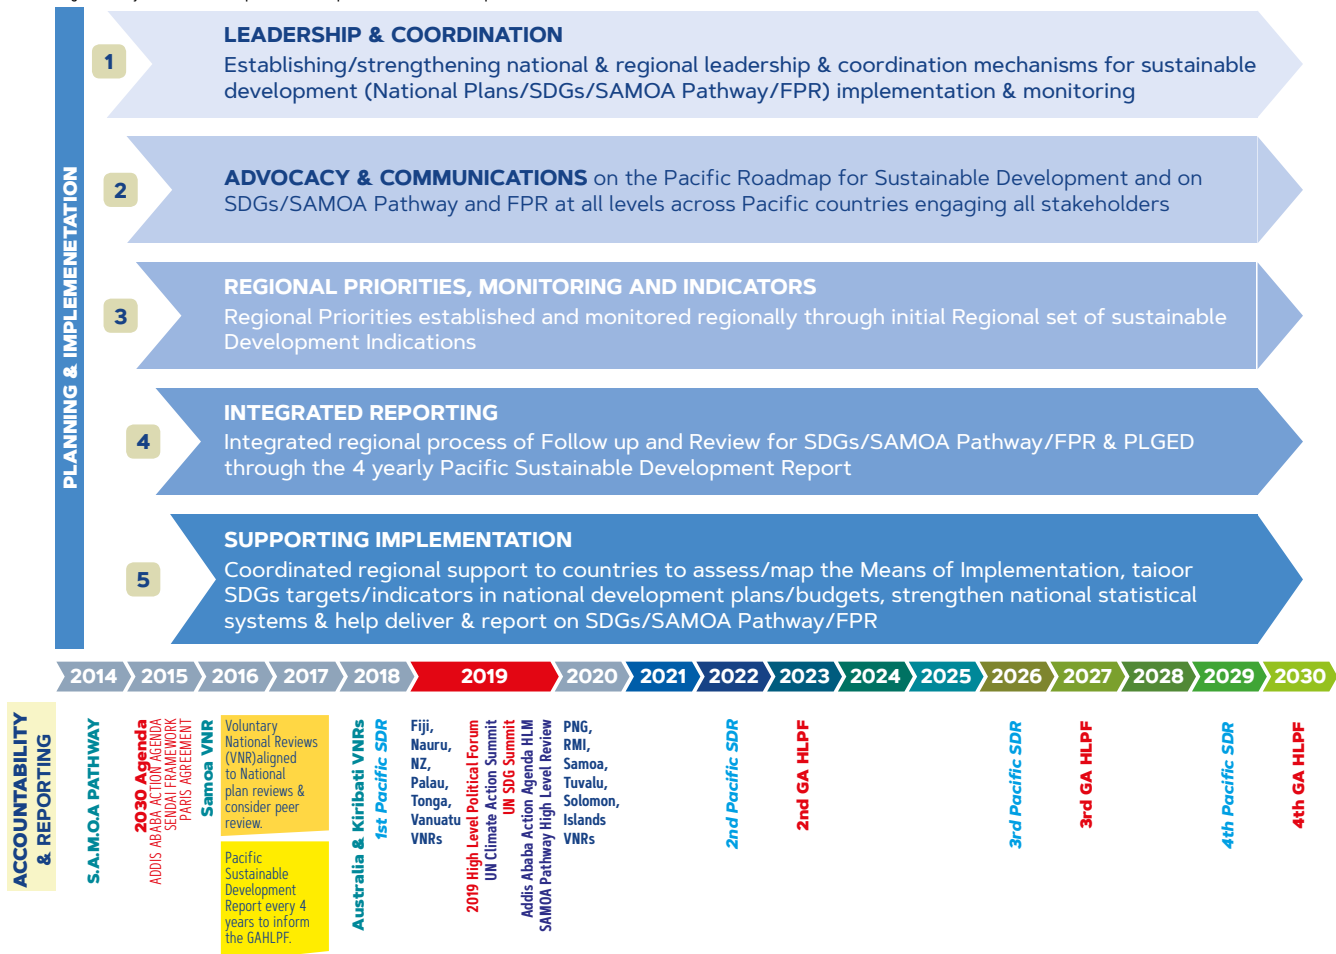 PLANNING & IMPLEMENETATION
1
LEADERSHIP & COORDINATION
Establishing/strengthening national & regional leadership & coordination mechanisms for sustainable
development (National Plans/SDGs/SAMOA Pathway/FPR) implementation & monitoring
2
ADVOCACY & COMMUNICATIONS on the Pacific Roadmap for Sustainable Development and on
SDGs/SAMOA Pathway and FPR at all levels across Pacific countries engaging all stakeholders
3
REGIONAL PRIORITIES, MONITORING AND INDICATORS
Regional Priorities established and monitored regionally through initial Regional set of sustainable
Development Indications
4
INTEGRATED REPORTING
Integrated regional process of Follow up and Review for SDGs/SAMOA Pathway/FPR & PLGED
through the 4 yearly Pacific Sustainable Development Report
5
SUPPORTING IMPLEMENTATION
Coordinated regional support to countries to assess/map the Means of Implementation, taioor
SDGs targets/indicators in national development plans/budgets, strengthen national statistical
systems & help deliver & report on SDGs/SAMOA Pathway/FPR
2014 2015 2016 2017 2018 2019 2020 2021 2022 2023 2024 2025 2026 2027 2028 2029 2030
ACCOUNTABILITY
& REPORTING
S.A.M.O.A PATHWAY
2030 Agenda
ADDIS ABABA ACTION AGENDA
SENDAI FRAMEWORK
PARIS AGREEMENT
Samoa VNR
Voluntary
National Reviews
(VNR)aligned
to National
plan reviews &
consider peer
review.
Pacific
Sustainable
Development
Report every 4
years to inform
the GAHLPF.
Australia & Kiribati VNRs
1st Pacific SDR
Fiji,
Nauru,
NZ,
Palau,
Tonga,
Vanuatu
VNRs
2019 High Level Political Forum
UN Climate Action Summit
UN SDG Summit
Addis Ababa Action Agenda HLM
SAMOA Pathway High Level Review
PNG,
RMI,
Samoa,
Tuvalu,
Solomon,
Islands
VNRs
2nd Pacific SDR
2nd GA HLPF
3rd Pacific SDR
3rd GA HLPF
4th Pacific SDR
4th GA HLPF